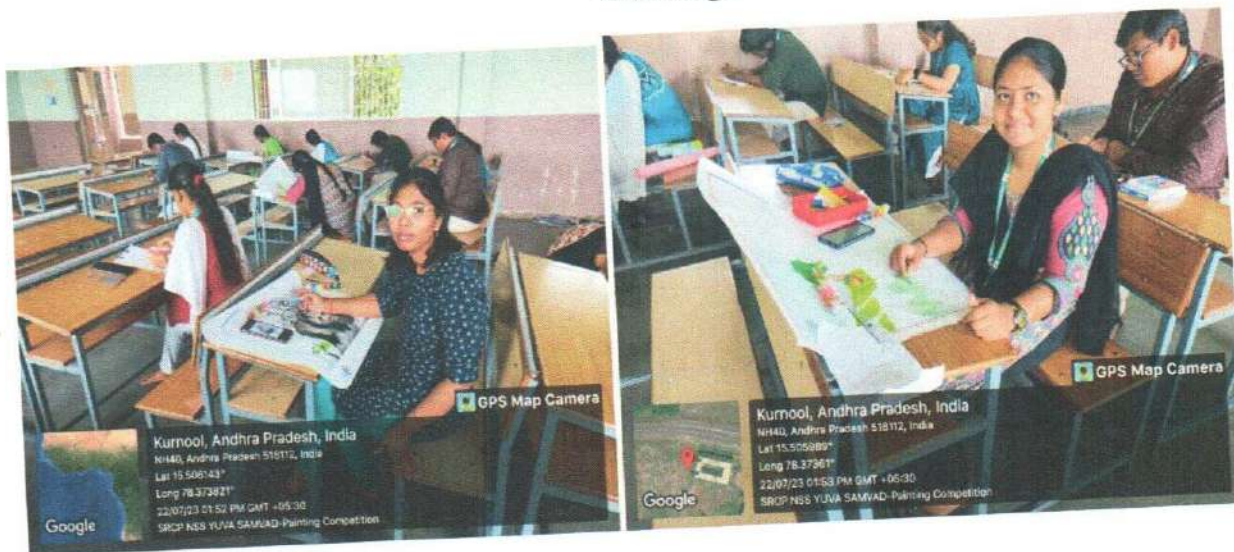 GPS Map Camera
Kurnool, Andhra Pradesh, India
NH40, Andhra Pradesh 518112, India
Lat 15.506143°
Long 78.373821°
22/07/23 01:52 PM GMT +05:30
SRCP NSS YUVA SAMVAD-Painting Competition
Google
GPS Map Camera
Kurnool, Andhra Pradesh, India
NH40, Andhra Pradesh 518112, India
Lat 15.505989°
Long 78.37361°
22/07/23 01:53 PM GMT +05:30
SRCP NSS YUVA SAMVAD-Painting Competition
Google